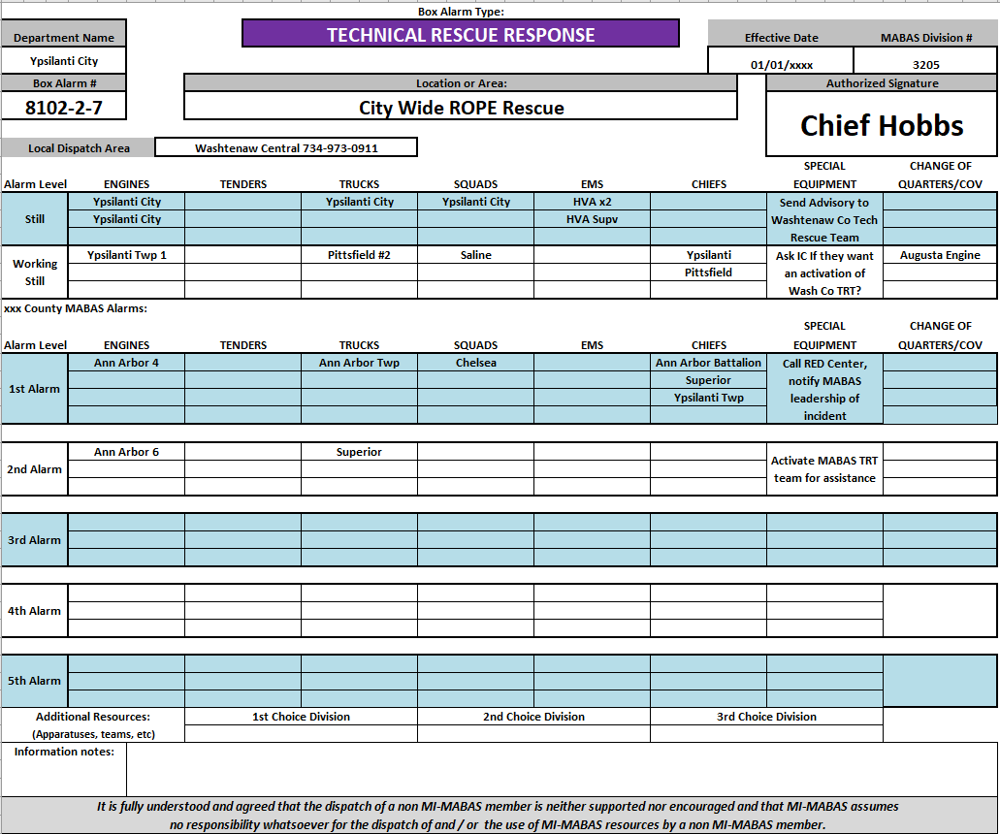 Box Alarm Type:
Department Name
TECHNICAL RESCUE RESPONSE
Effective Date MABAS Division #
Ypsilanti City
01/01/xxxx 3205
Box Alarm # Location or Area: Authorized Signature
8102-2-7 City Wide ROPE Rescue
Chief Hobbs
Local Dispatch Area Washtenaw Central 734-973-0911
SPECIAL CHANGE OF
Alarm Level ENGINES TENDERS TRUCKS SQUADS EMS CHIEFS EQUIPMENT QUARTERS/COV
Ypsilanti City Ypsilanti City Ypsilanti City HVA x2 Send Advisory to
Still Ypsilanti City HVA Supv Washtenaw Co Tech
Rescue Team
Ypsilanti Twp 1 Pittsfield #2 Saline Ypsilanti Ask IC If they want Augusta Engine
Working Pittsfield an activation of
Still Wash Co TRT?
xxx County MABAS Alarms:
SPECIAL CHANGE OF
Alarm Level ENGINES TENDERS TRUCKS SQUADS EMS CHIEFS EQUIPMENT QUARTERS/COV
Ann Arbor 4 Ann Arbor Twp Chelsea Ann Arbor Battalion Call RED Center,
Superior notify MABAS
1st Alarm Ypsilanti Twp leadership of
incident
Ann Arbor 6 Superior
2nd Alarm Activate MABAS TRT
team for assistance
3rd Alarm
4th Alarm
5th Alarm
Additional Resources: 1st Choice Division 2nd Choice Division 3rd Choice Division
(Apparatuses, teams, etc)
Information notes:
It is fully understood and agreed that the dispatch of a non MI-MABAS member is neither supported nor encouraged and that MI-MABAS assumes
no responsibility whatsoever for the dispatch of and / or the use of MI-MABAS resources by a non MI-MABAS member.